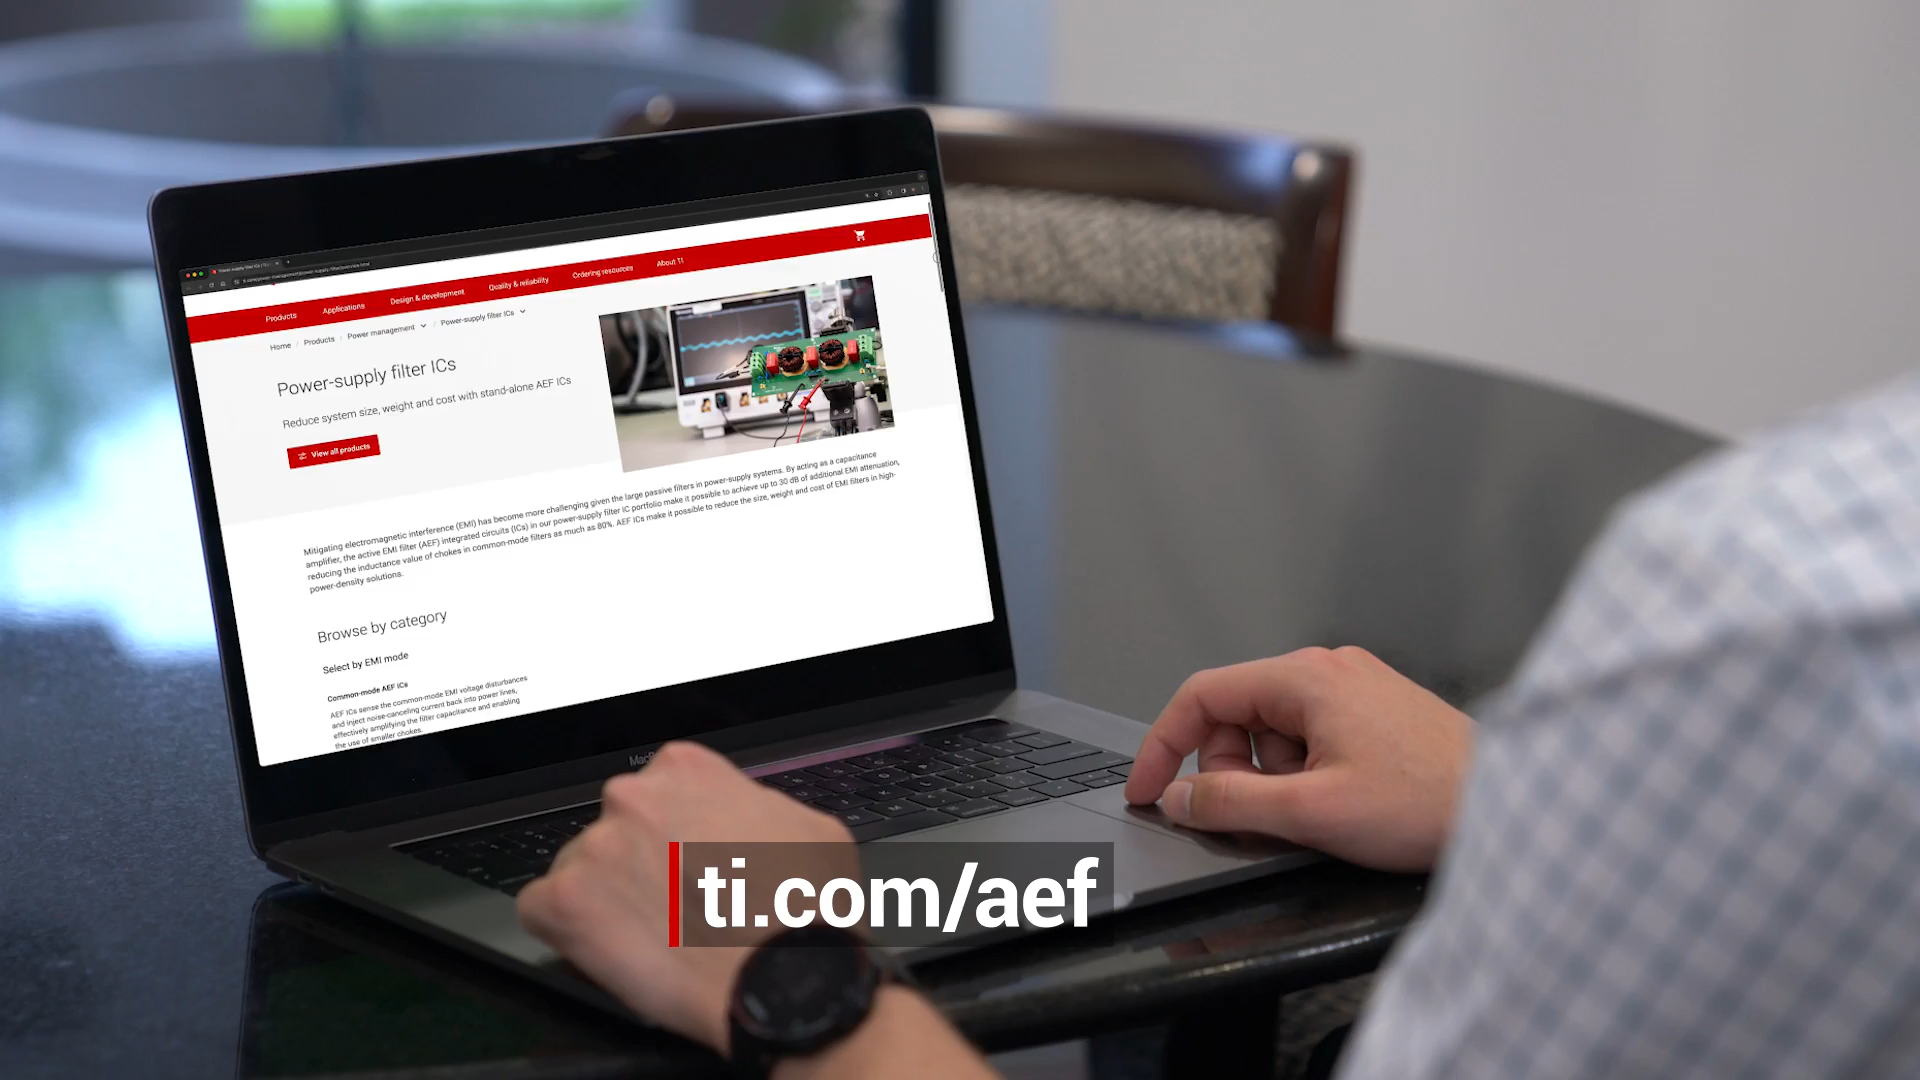 Products Applications Design & development Quality & reliability Ordering resources About TI
Home / Products / Power management / Power-supply filter ICs
Power-supply filter ICs
Reduce system size, weight and cost with stand-alone AEF ICs
View all products
Mitigating electromagnetic interference (EMI) has become more challenging given the large passive filters in power-supply systems. By acting as a capacitance
amplifier, the active EMI filter (AEF) integrated circuits (ICs) in our power-supply filter IC portfolio make it possible to achieve up to 30 dB of additional EMI attenuation,
reducing the inductance value of chokes in common-mode filters as much as 80%. AEF ICs make it possible to reduce the size, weight and cost of EMI filters in high-
power-density solutions.
Browse by category
Select by EMI mode
Common-mode AEF ICs
AEF ICs sense the common-mode EMI voltage disturbances
and inject noise-canceling current back into power lines,
effectively amplifying the filter capacitance and enabling
the use of smaller chokes.
ti.com/aef